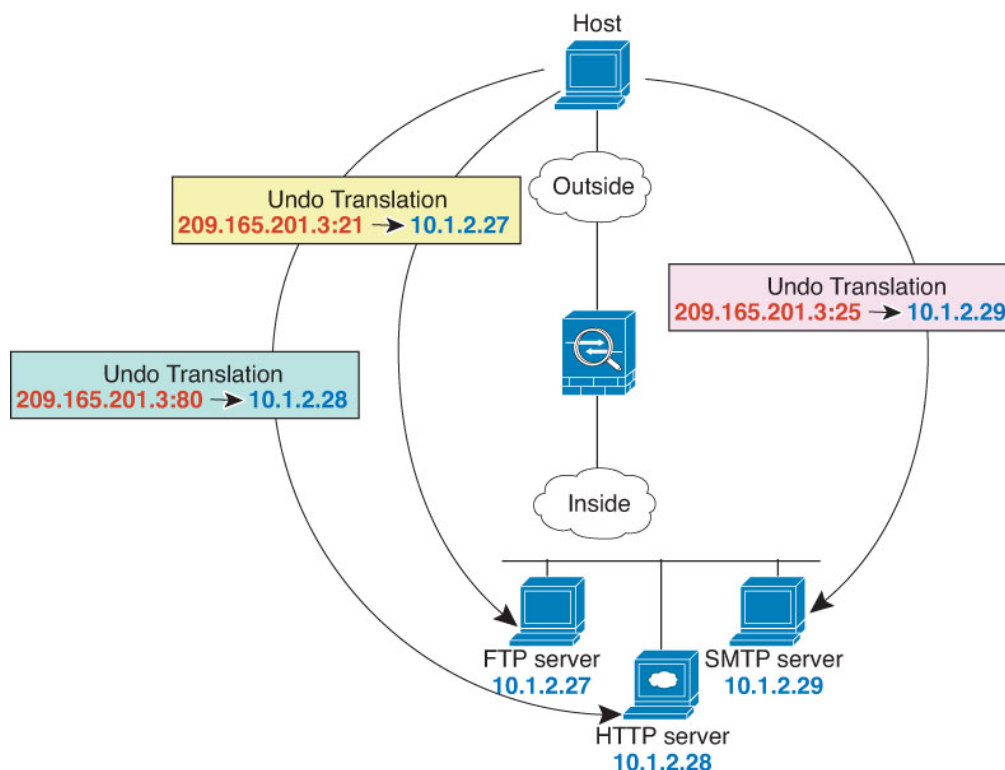 Host
Outside
Undo Translation
209.165.201.3:21 → 10.1.2.27
Undo Translation
209.165.201.3:25 → 10.1.2.29
Undo Translation
209.165.201.3:80 → 10.1.2.28
Inside
FTP server
10.1.2.27
SMTP server
10.1.2.29
HTTP server
10.1.2.28